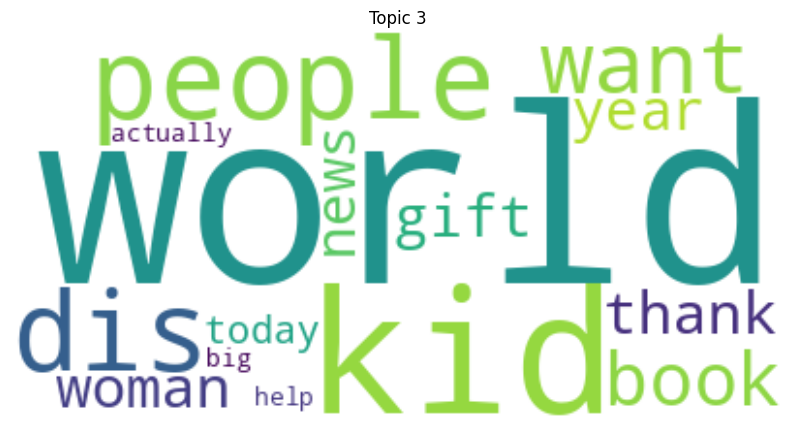 Topic 3
people
want
year
actually
world
news
gift
dis
kid
thank
today
big
book
woman
help